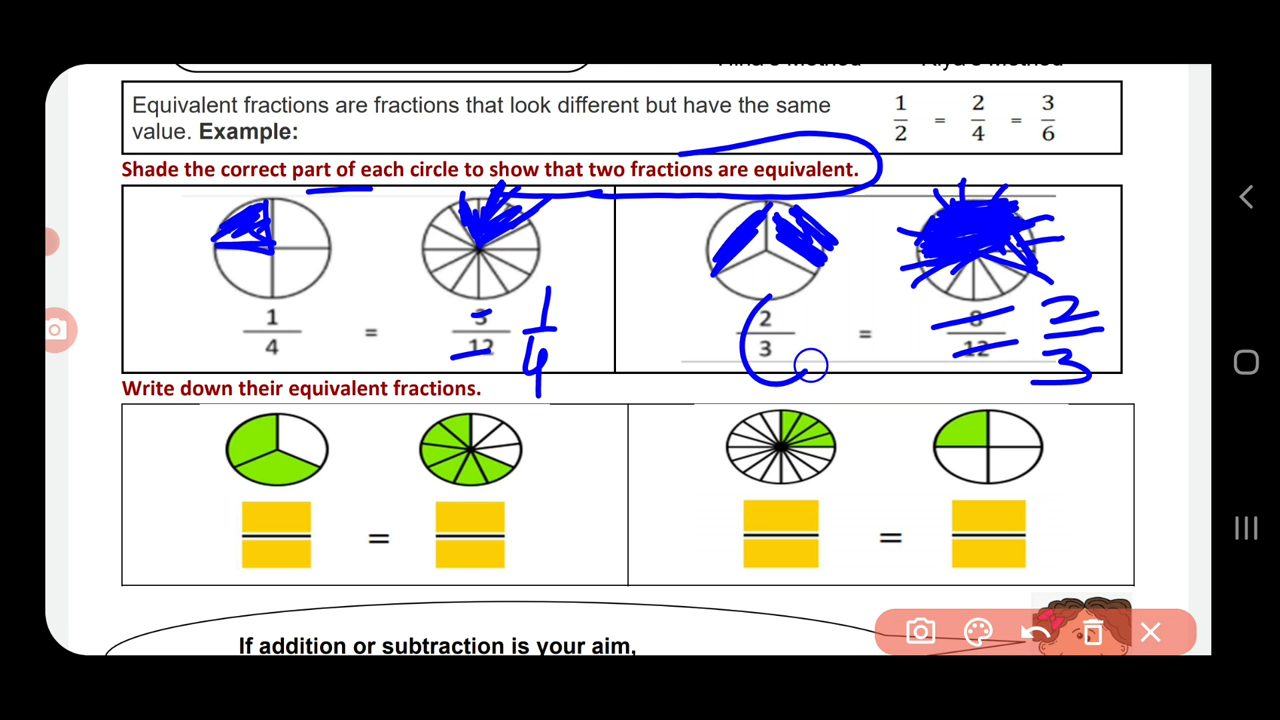 Equivalent fractions are fractions that look different but have the same
value. Example:
1/2 = 2/4 = 3/6
Shade the correct part of each circle to show that two fractions are equivalent.
1/4 = 3/12 1/4
2/3 = 8/12 2/3
Write down their equivalent fractions.
=
=
If addition or subtraction is your aim,